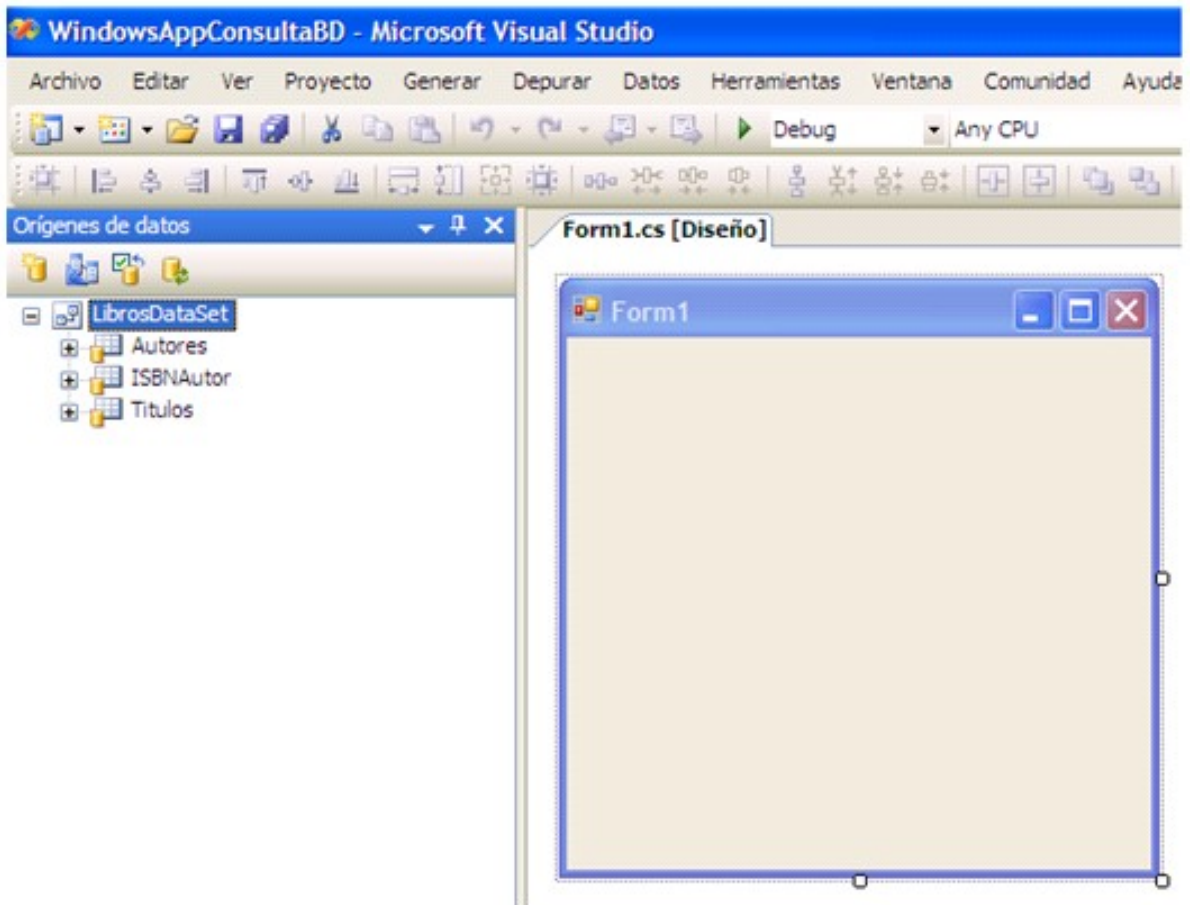 WindowsAppConsultaBD - Microsoft Visual Studio
Archivo Editar Ver Proyecto Generar Depurar Datos Herramientas Ventana Comunidad Ayuda
Debug Any CPU
Orígenes de datos
LibrosDataSet
Autores
ISBNAutor
Titulos
Form1.cs [Diseño]
Form1